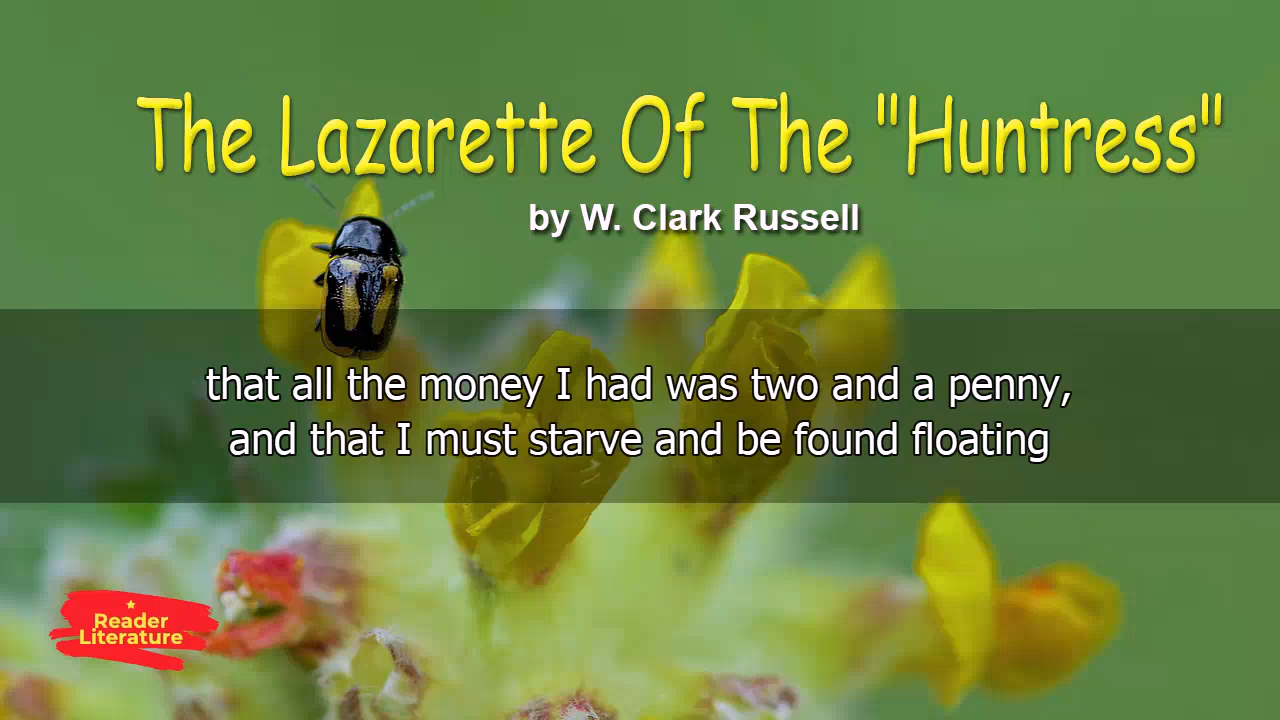 The Lazarette Of The "Huntress"
by W. Clark Russell
that all the money I had was two and a penny,
and that I must starve and be found floating
Reader
Literature